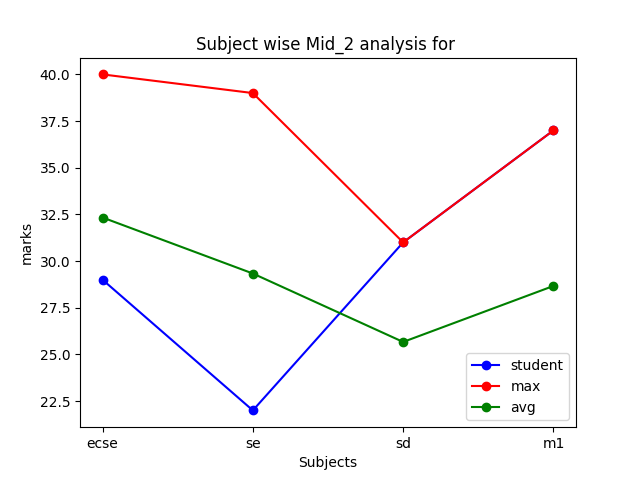 Subject wise Mid_2 analysis for
40.0
37.5
35.0
32.5
30.0
27.5
25.0
22.5
marks
student
max
avg
ecse se sd m1
Subjects